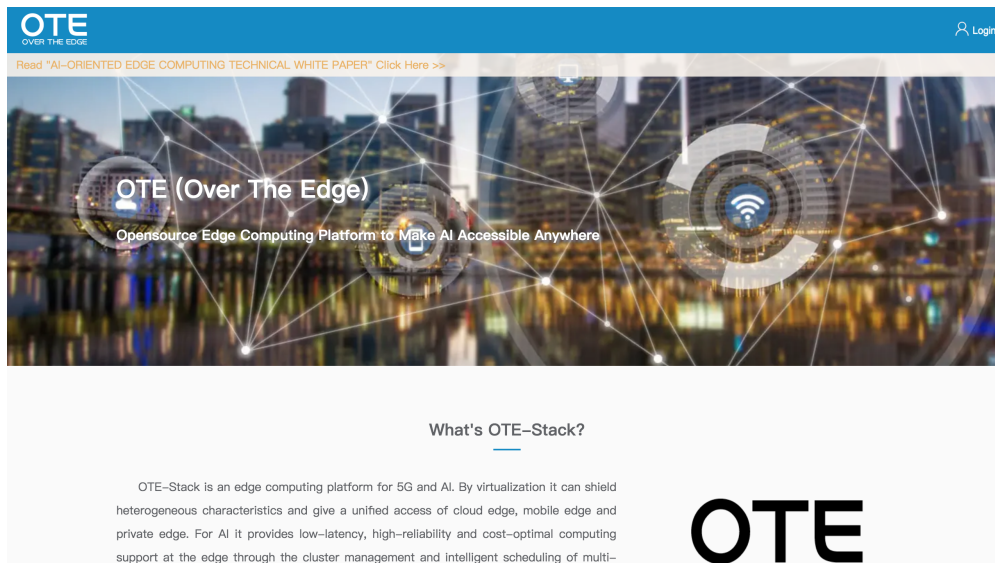 OTE
OVER THE EDGE
Login
Read "AI-ORIENTED EDGE COMPUTING TECHNICAL WHITE PAPER" Click Here >>
OTE (Over The Edge)
Opensource Edge Computing Platform to Make AI Accessible Anywhere
What's OTE-Stack?
OTE-Stack is an edge computing platform for 5G and AI. By virtualization it can shield
heterogeneous characteristics and give a unified access of cloud edge, mobile edge and
private edge. For AI it provides low-latency, high-reliability and cost-optimal computing
support at the edge through the cluster management and intelligent scheduling of multi-
OTE